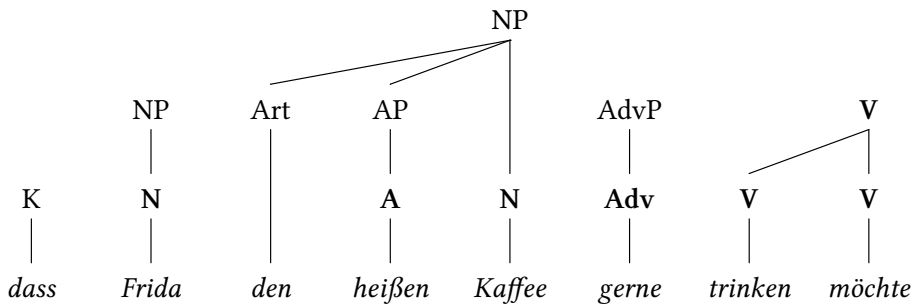 NP
NP Art AP AdvP V
K N A N Adv V V
dass Frida den heißen Kaffee gerne trinken möchte